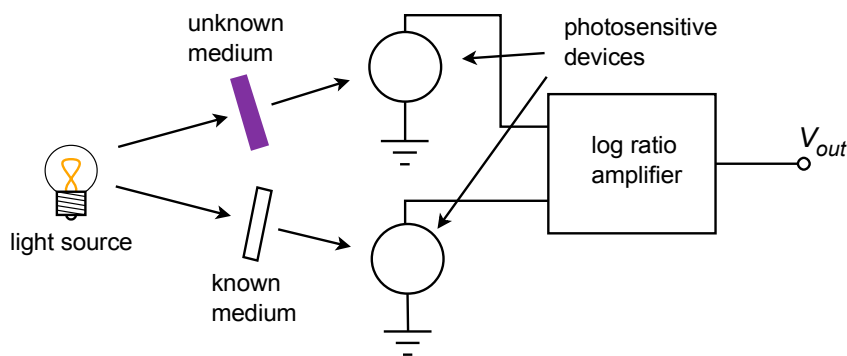 unknown
medium
photosensitive
devices
log ratio
amplifier
Vout
light source
known
medium